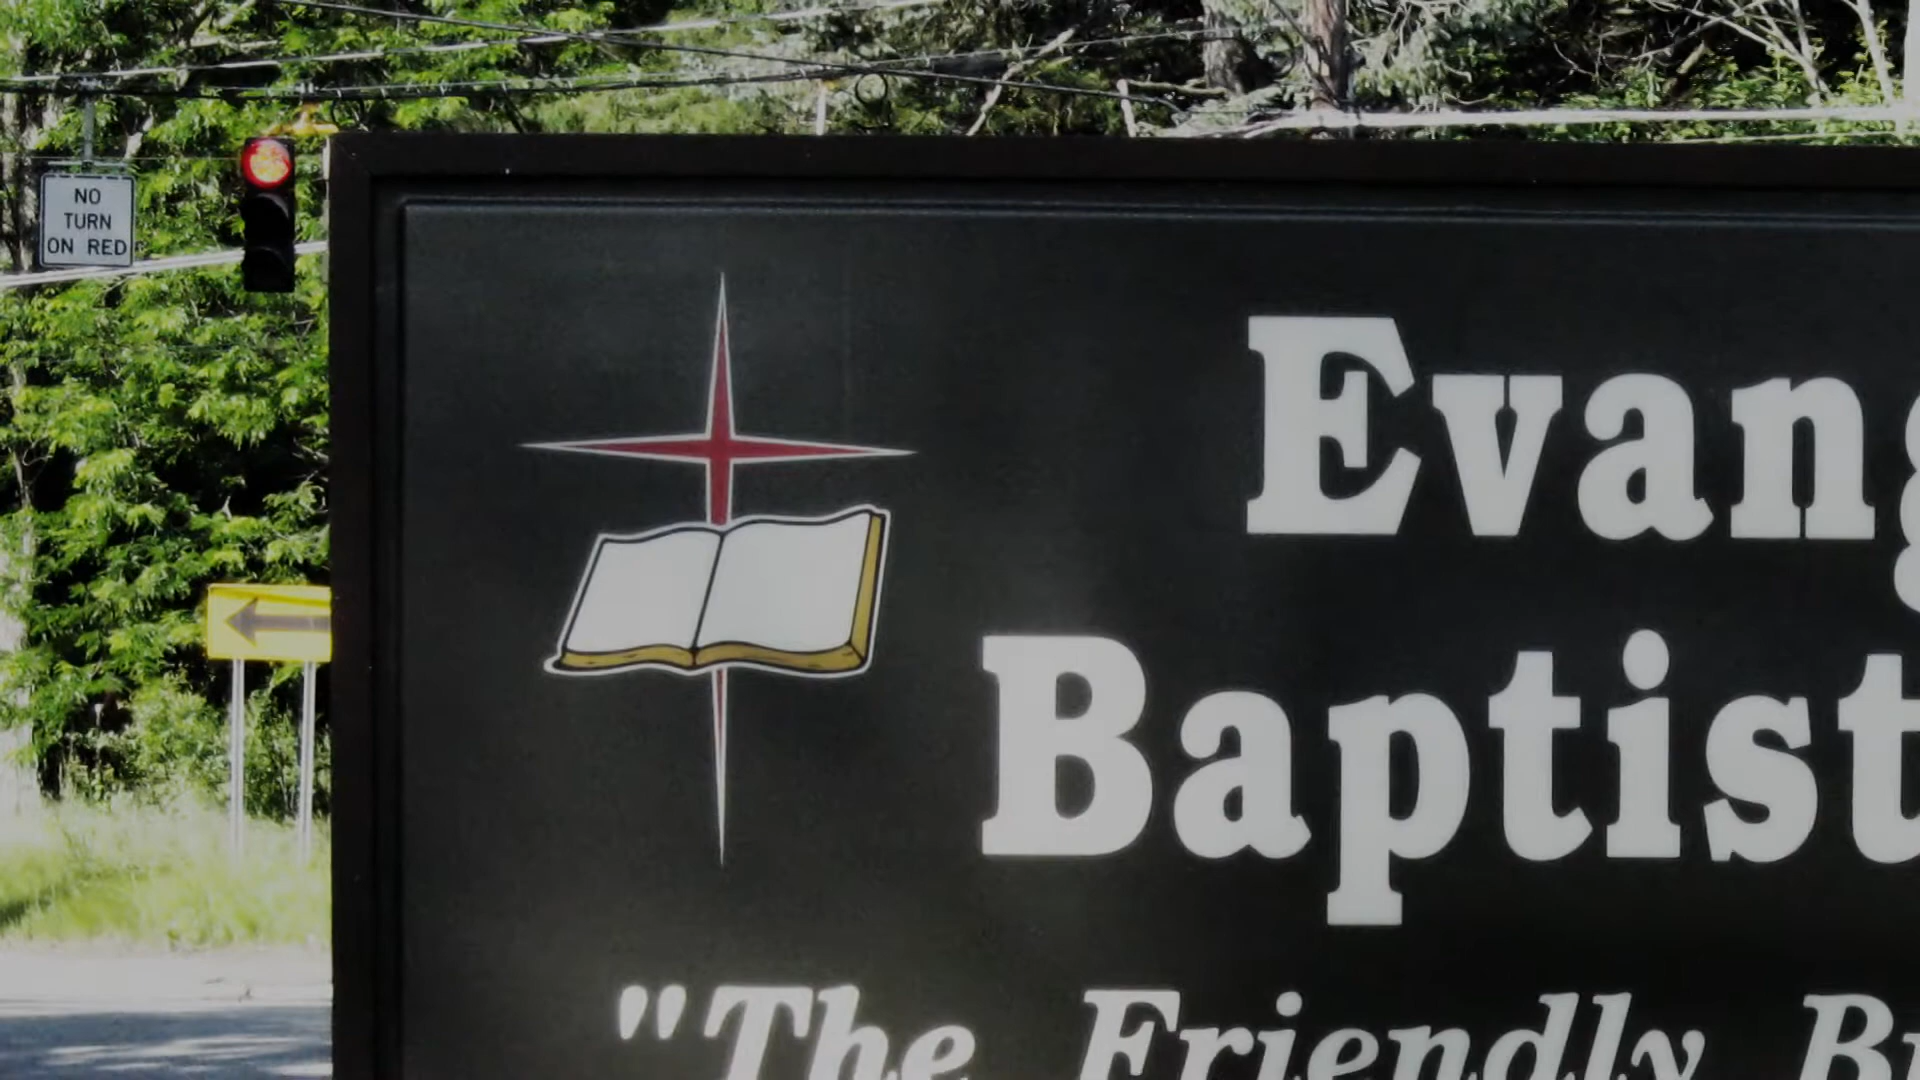 NO
TURN
ON RED
Evang
Baptist
"The Friendly